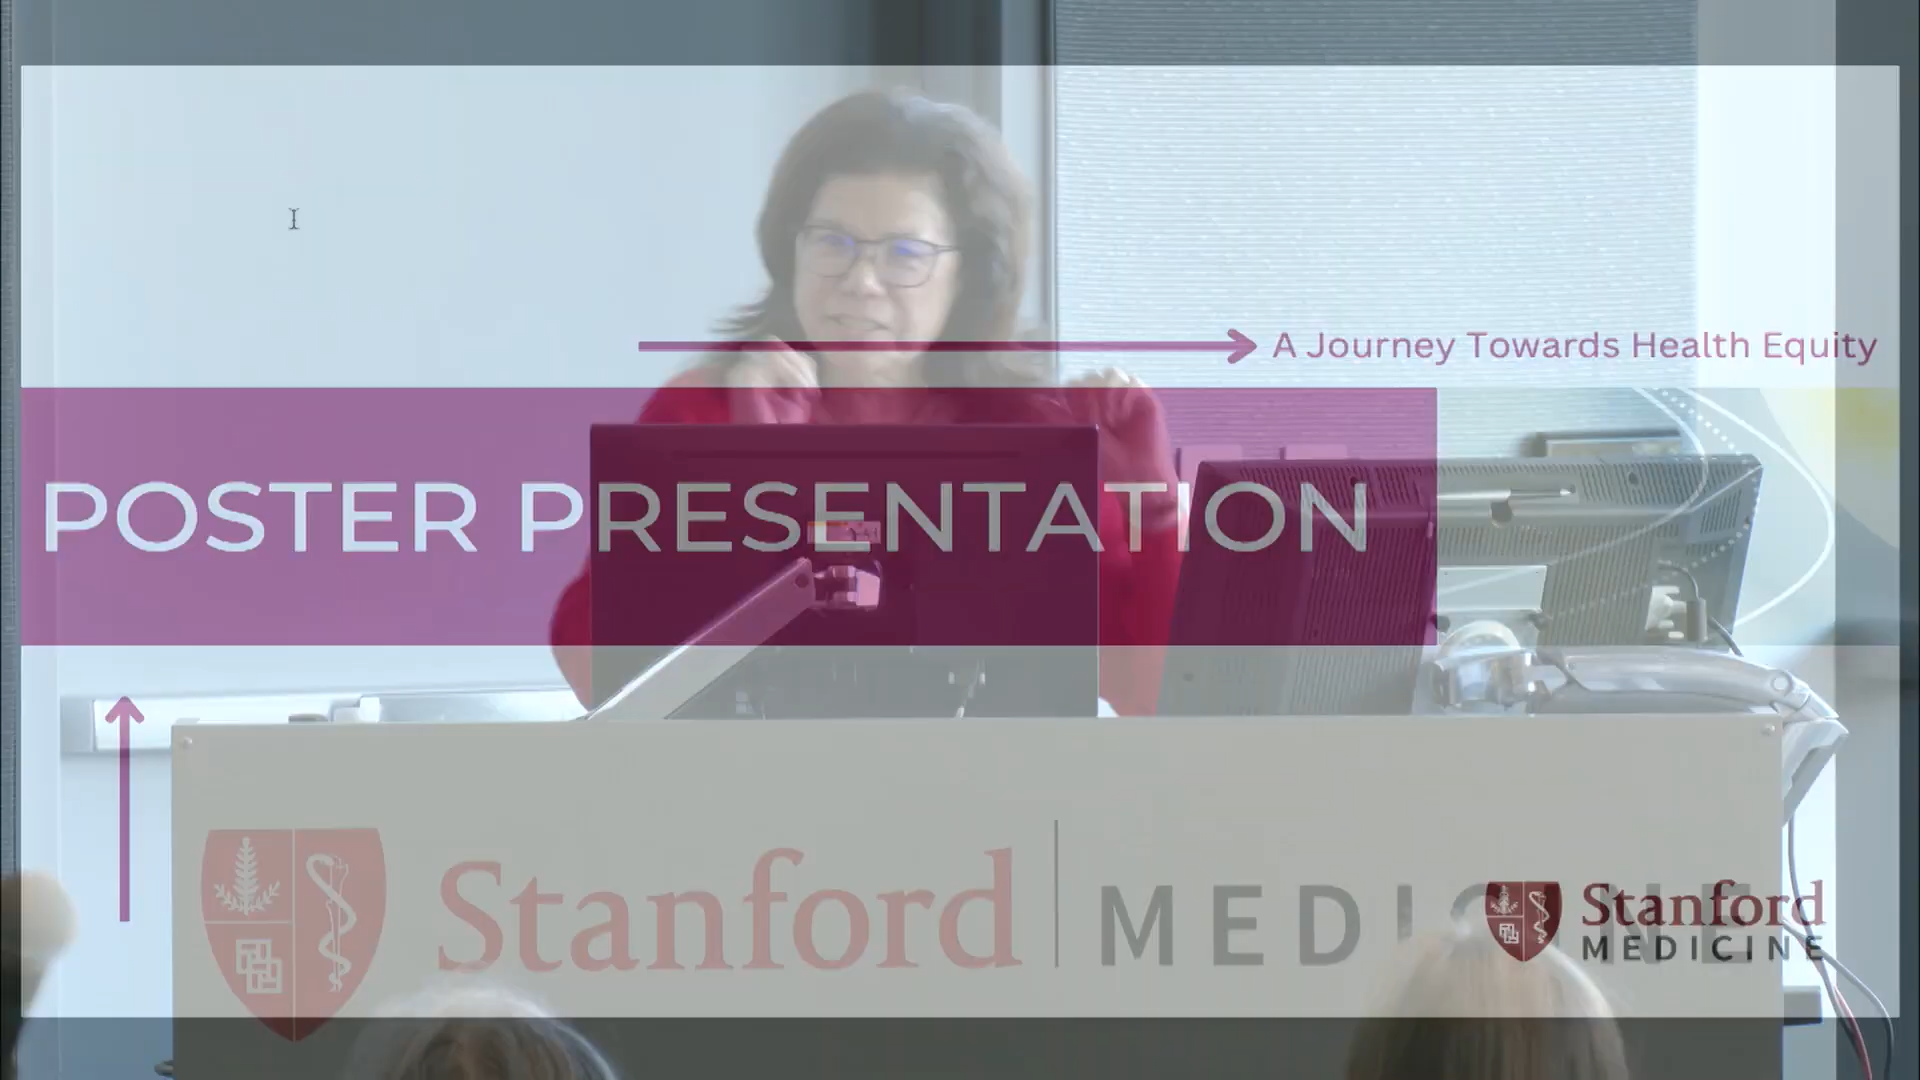 A Journey Towards Health Equity
POSTER PRESENTATION
Stanford MEDICINE
Stanford
MEDICINE